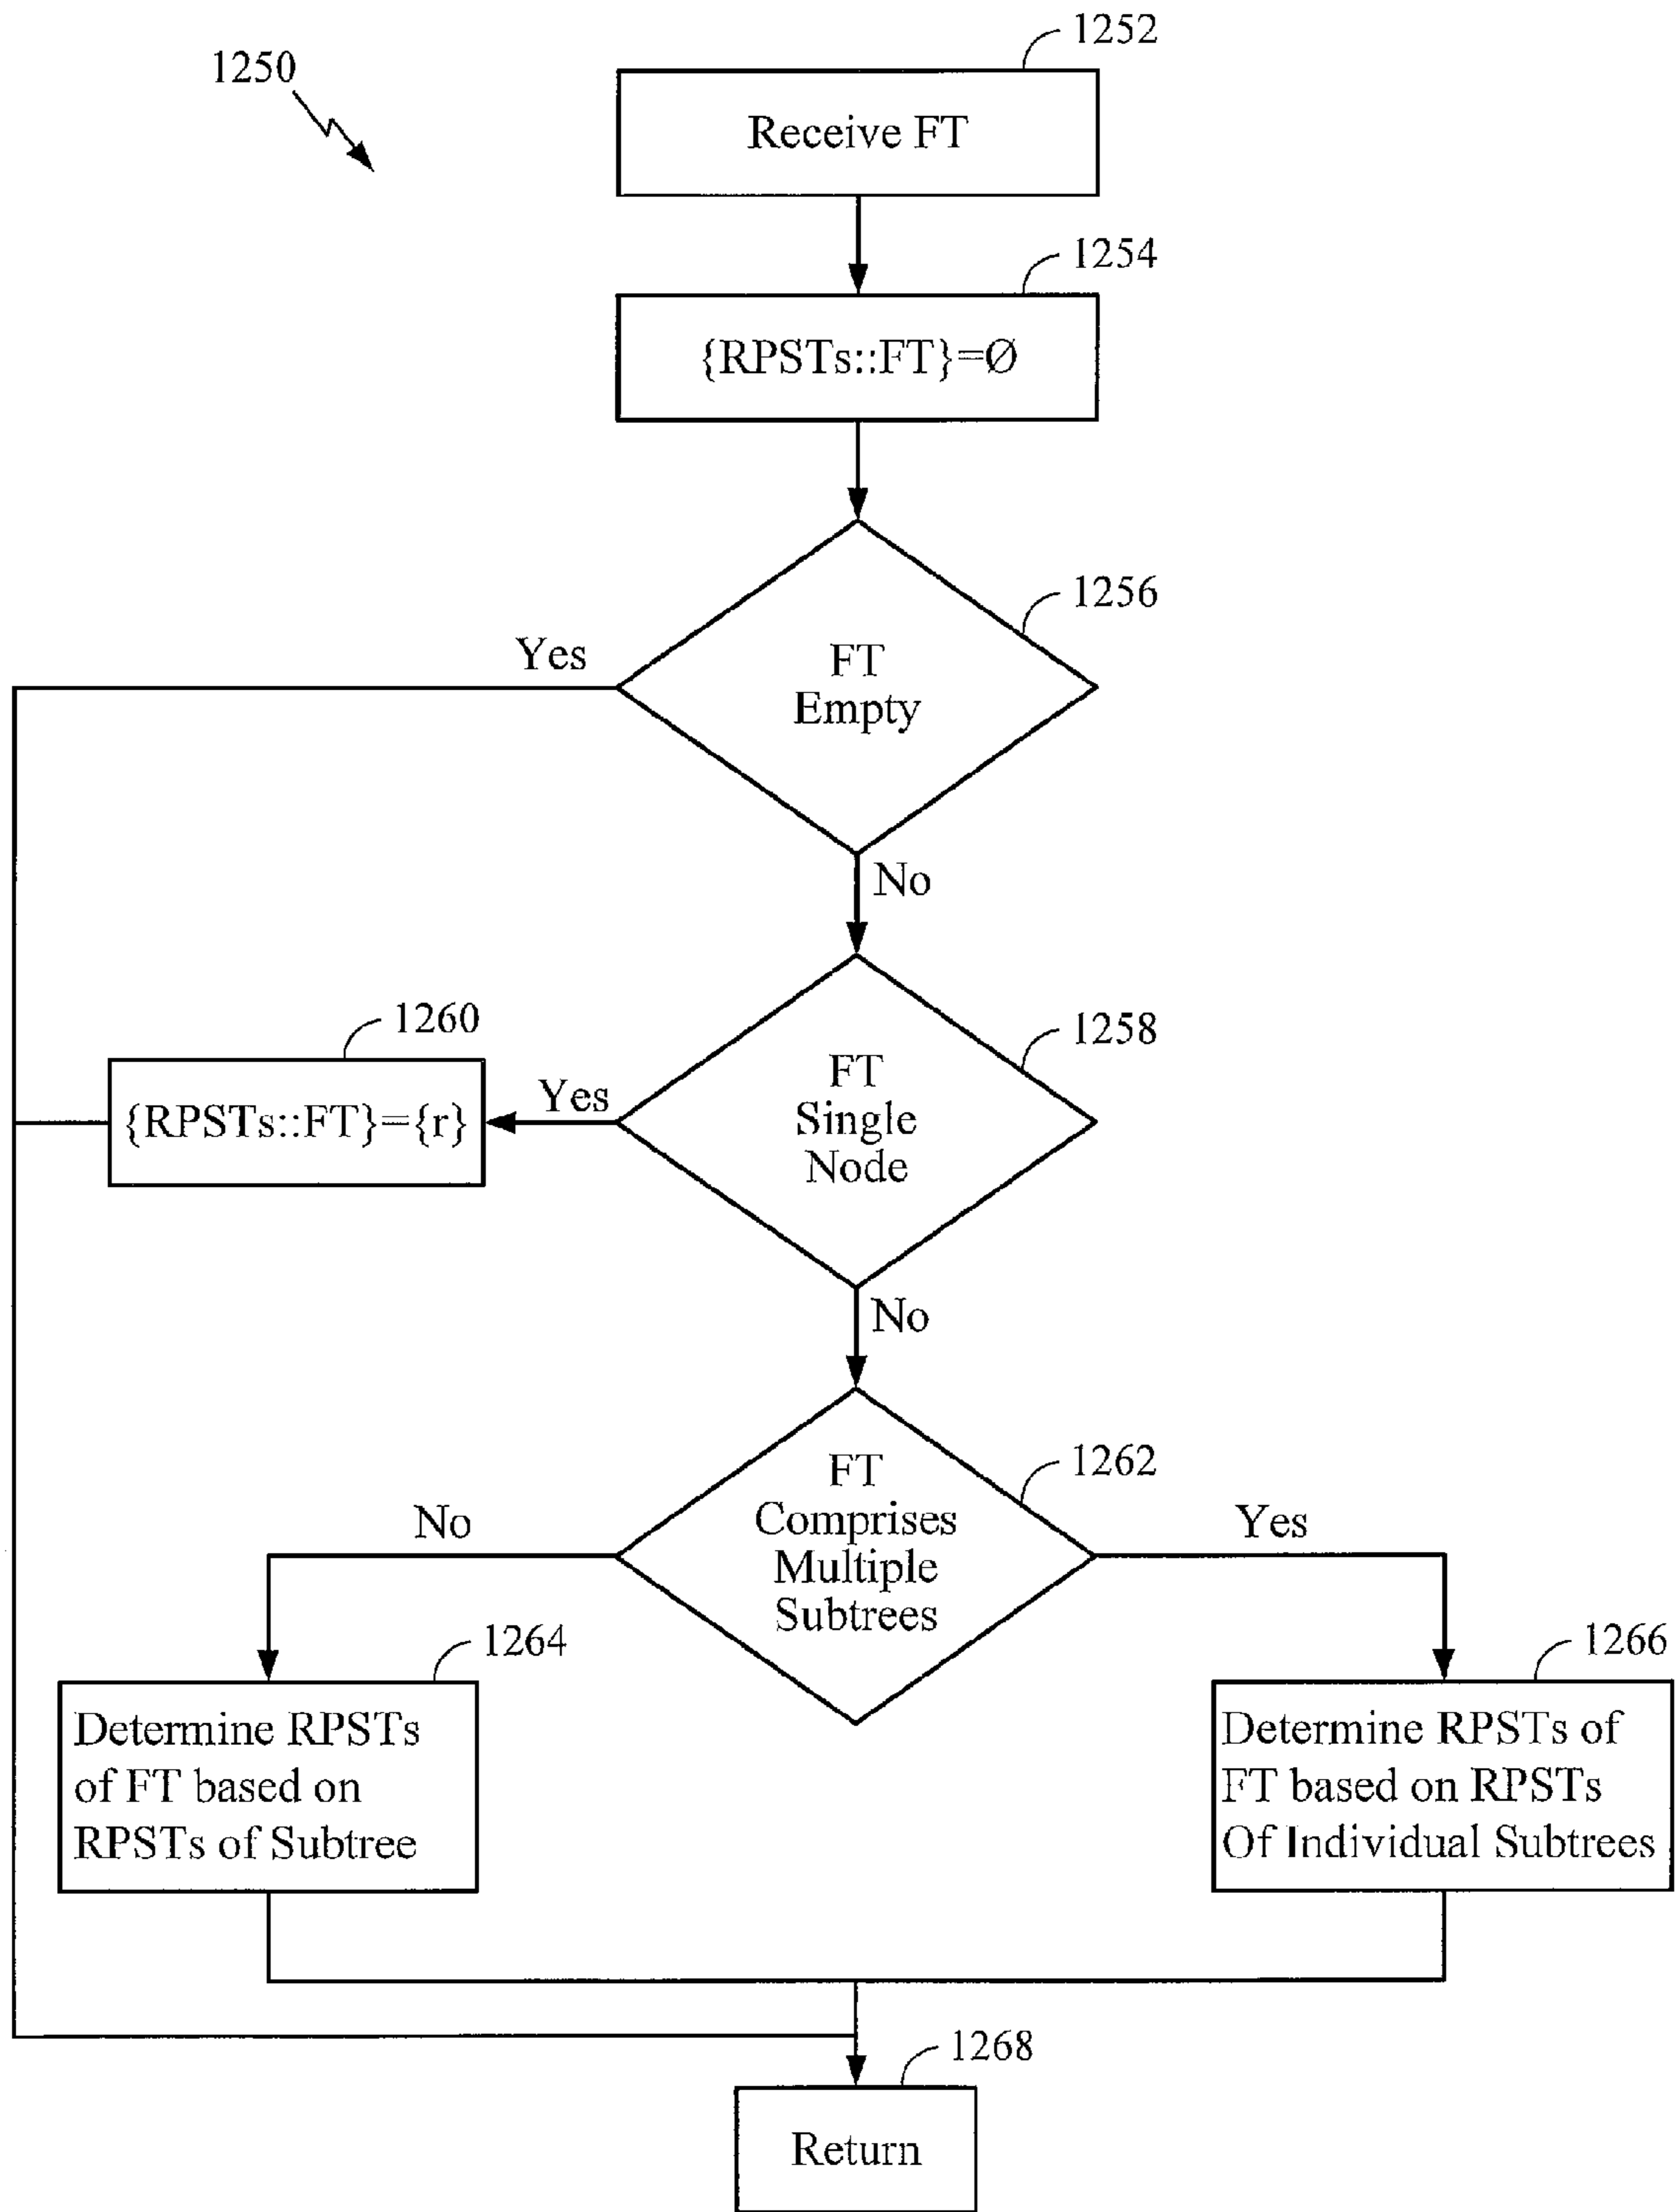 1252
1250
Receive FT
1254
{RPSTs::FT}=Ø
1256
Yes
FT
Empty
No
1260
1258
{RPSTs::FT}={r}
Yes
FT
Single
Node
No
1262
FT
Comprises
Multiple
Subtrees
No
Yes
1264
1266
Determine RPSTs
of FT based on
RPSTs of Subtree
Determine RPSTs of
FT based on RPSTs
Of Individual Subtrees
1268
Return